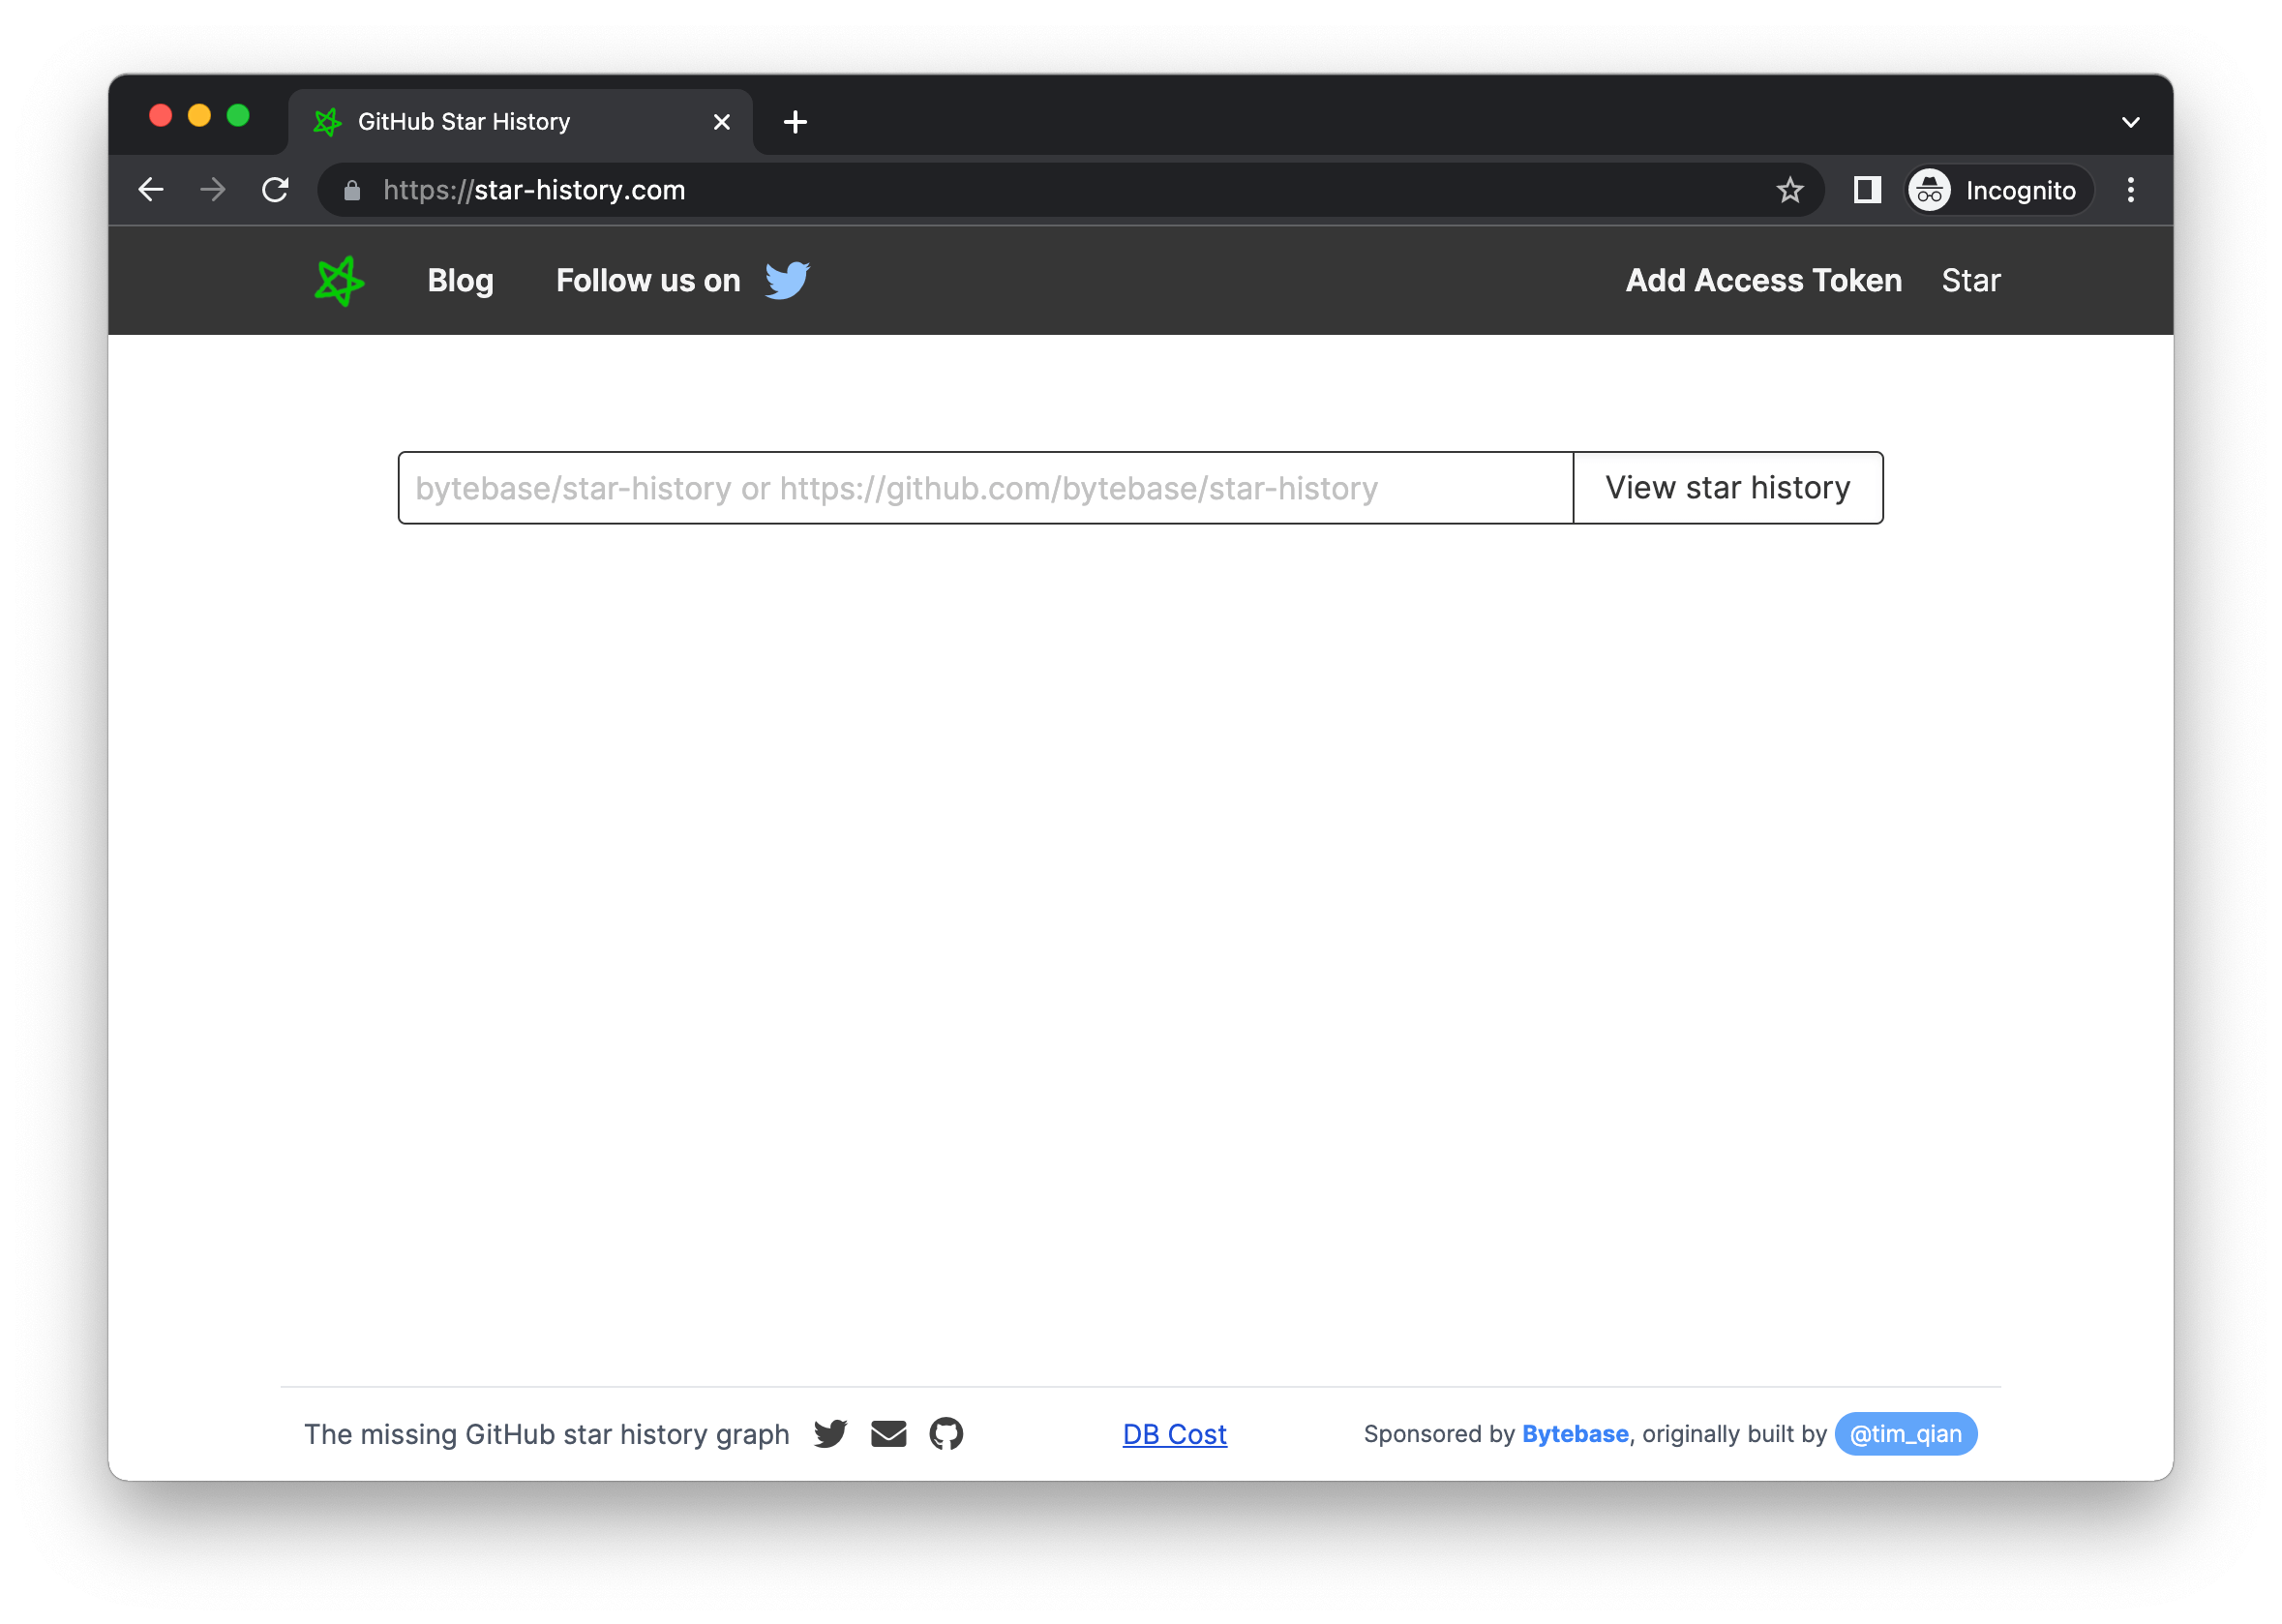 GitHub Star History
https://star-history.com
Incognito
Blog Follow us on Add Access Token Star
bytebase/star-history or https://github.com/bytebase/star-history View star history
The missing GitHub star history graph DB Cost Sponsored by Bytebase, originally built by @tim_qian